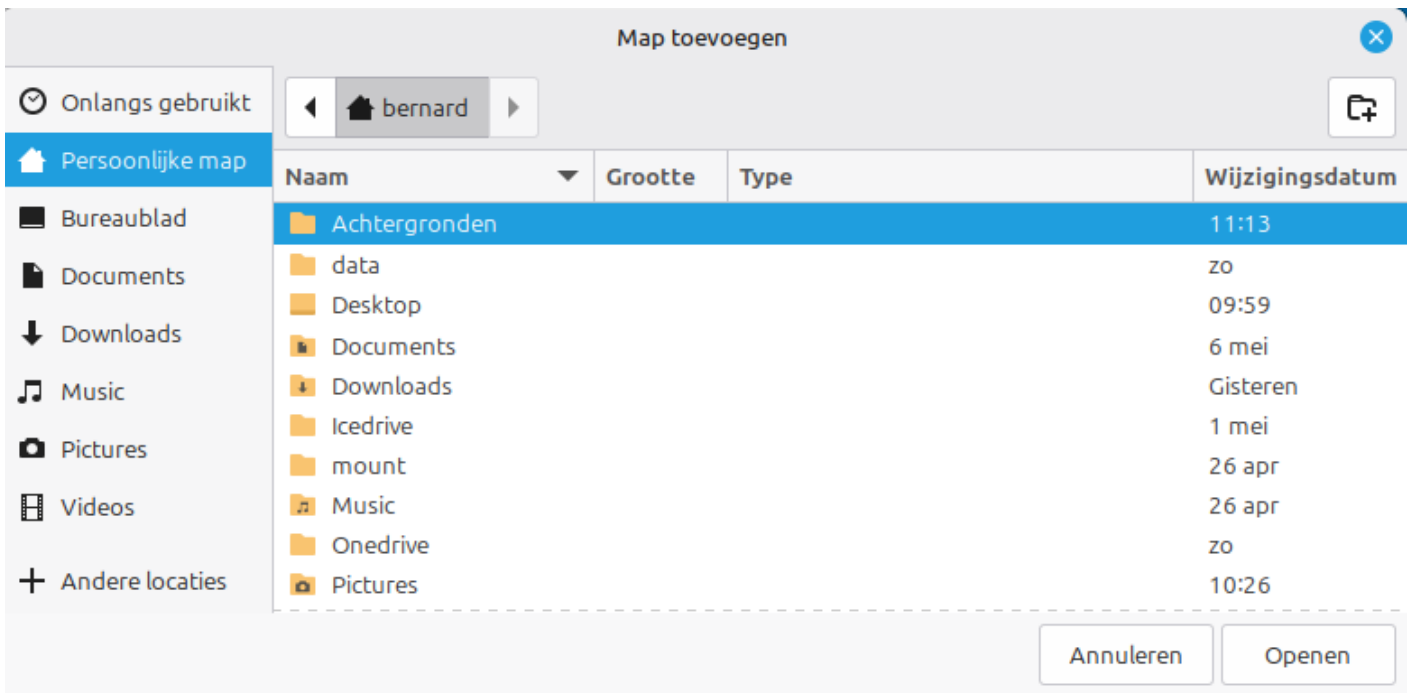 Map toevoegen
Onlangs gebruikt
Persoonlijke map
Bureaublad
Documents
Downloads
Music
Pictures
Videos
Andere locaties
bernard
Naam Grootte Type Wijzigingsdatum
Achtergronden 11:13
data zo
Desktop 09:59
Documents 6 mei
Downloads Gisteren
Icedrive 1 mei
mount 26 apr
Music 26 apr
Onedrive zo
Pictures 10:26
Annuleren Openen